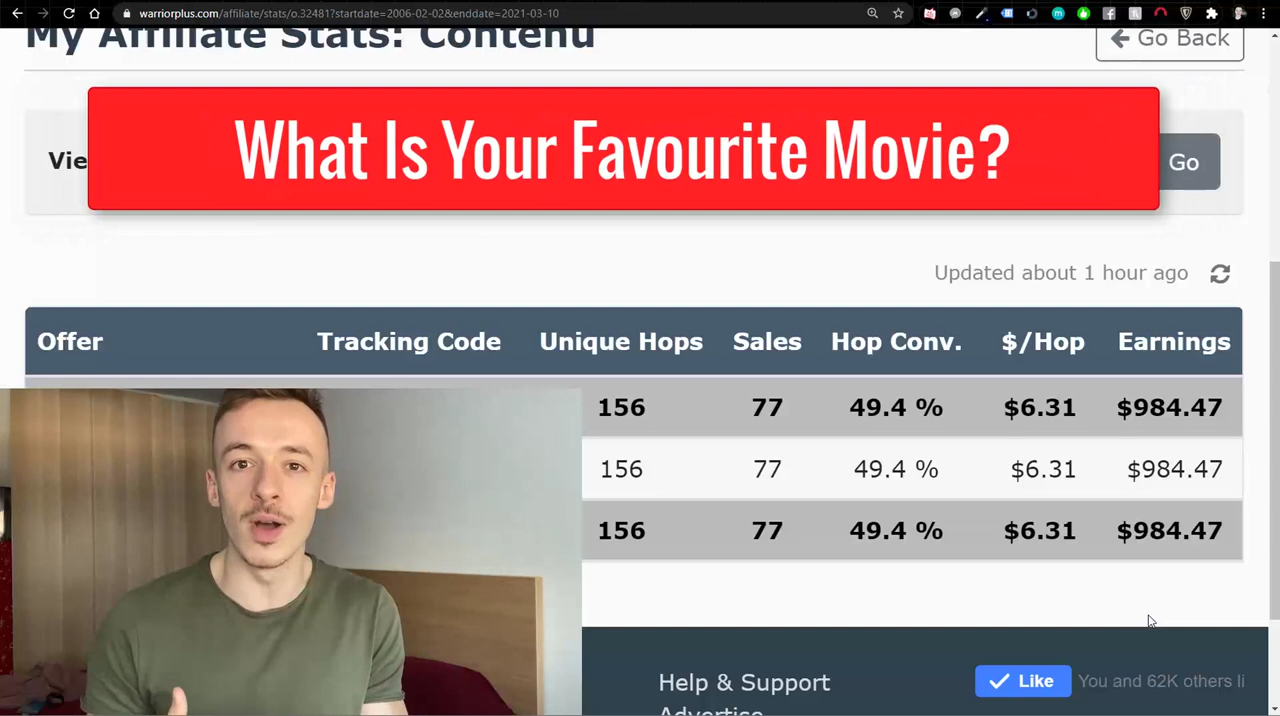 warriorplus.com/affiliate/stats/o.32481?startdate=2006-02-02&enddate=2021-03-10
My Affiliate Stats: Contenu
Go Back
What Is Your Favourite Movie?
Vie
Go
Updated about 1 hour ago
Offer Tracking Code Unique Hops Sales Hop Conv. $/Hop Earnings
156 77 49.4 % $6.31 $984.47
156 77 49.4 % $6.31 $984.47
156 77 49.4 % $6.31 $984.47
Help & Support
Like You and 62K others li
Advertise